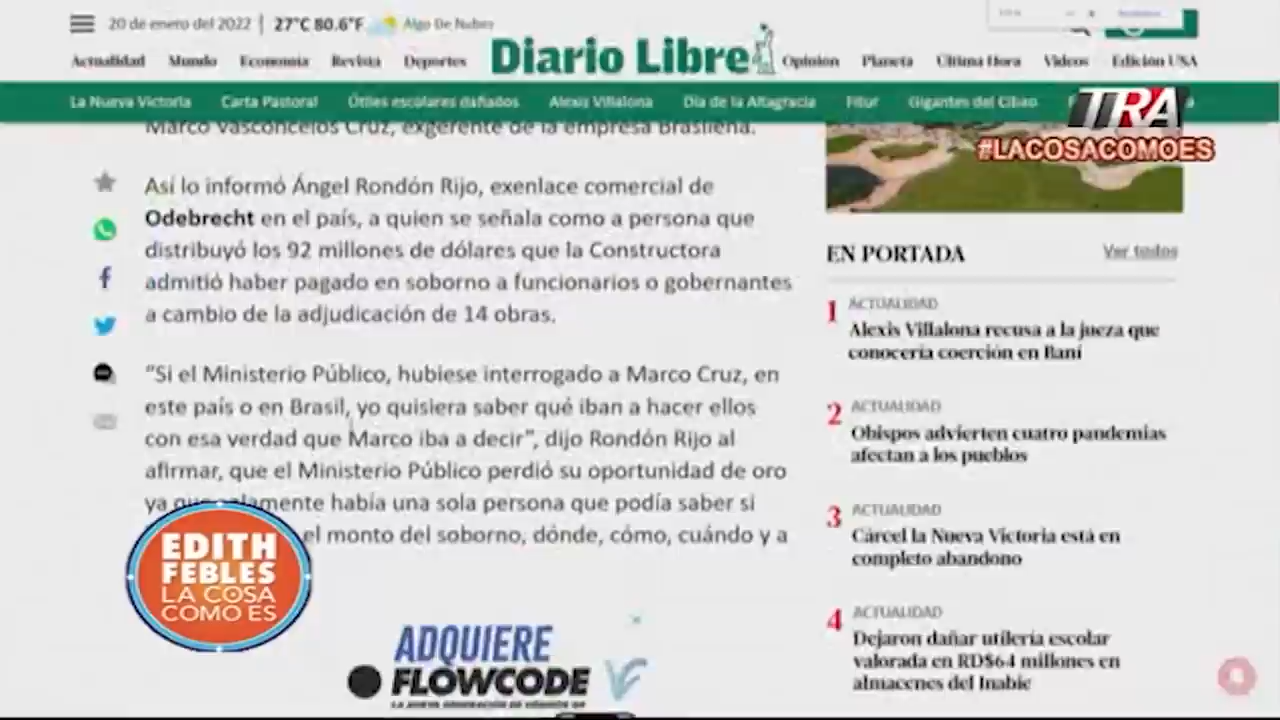 20 de enero del 2022 | 27°C 80.6°F Algo De Nubes
Diario Libre
Actualidad Mundo Economía Revista Deportes Opinión Planeta Última Hora Videos Edición USA
La Nueva Victoria Carta Pastoral Útiles escolares dañados Alexis Villalona Día de la Altagracia Fitur Gigantes del Cibao
TRA
#LACOSACOMOES
Marco Vasconcelos Cruz, exgerente de la empresa Brasileña.
Así lo informó Ángel Rondón Rijo, exenlace comercial de
Odebrecht en el país, a quien se señala como a persona que
distribuyó los 92 millones de dólares que la Constructora
admitió haber pagado en soborno a funcionarios o gobernantes
a cambio de la adjudicación de 14 obras.
“Si el Ministerio Público, hubiese interrogado a Marco Cruz, en
este país o en Brasil, yo quisiera saber qué iban a hacer ellos
con esa verdad que Marco iba a decir”, dijo Rondón Rijo al
afirmar, que el Ministerio Público perdió su oportunidad de oro
ya que solamente había una sola persona que podía saber si
el monto del soborno, dónde, cómo, cuándo y a
EN PORTADA Ver todos
1 ACTUALIDAD
Alexis Villalona recusa a la jueza que
conocería coerción en Baní
2 ACTUALIDAD
Obispos advierten cuatro pandemias
afectan a los pueblos
3 ACTUALIDAD
Cárcel la Nueva Victoria está en
completo abandono
4 ACTUALIDAD
Dejaron dañar utilería escolar
valorada en RD$64 millones en
almacenes del Inabie
EDITH
FEBLES
LA COSA
COMO ES
ADQUIERE
FLOWCODE